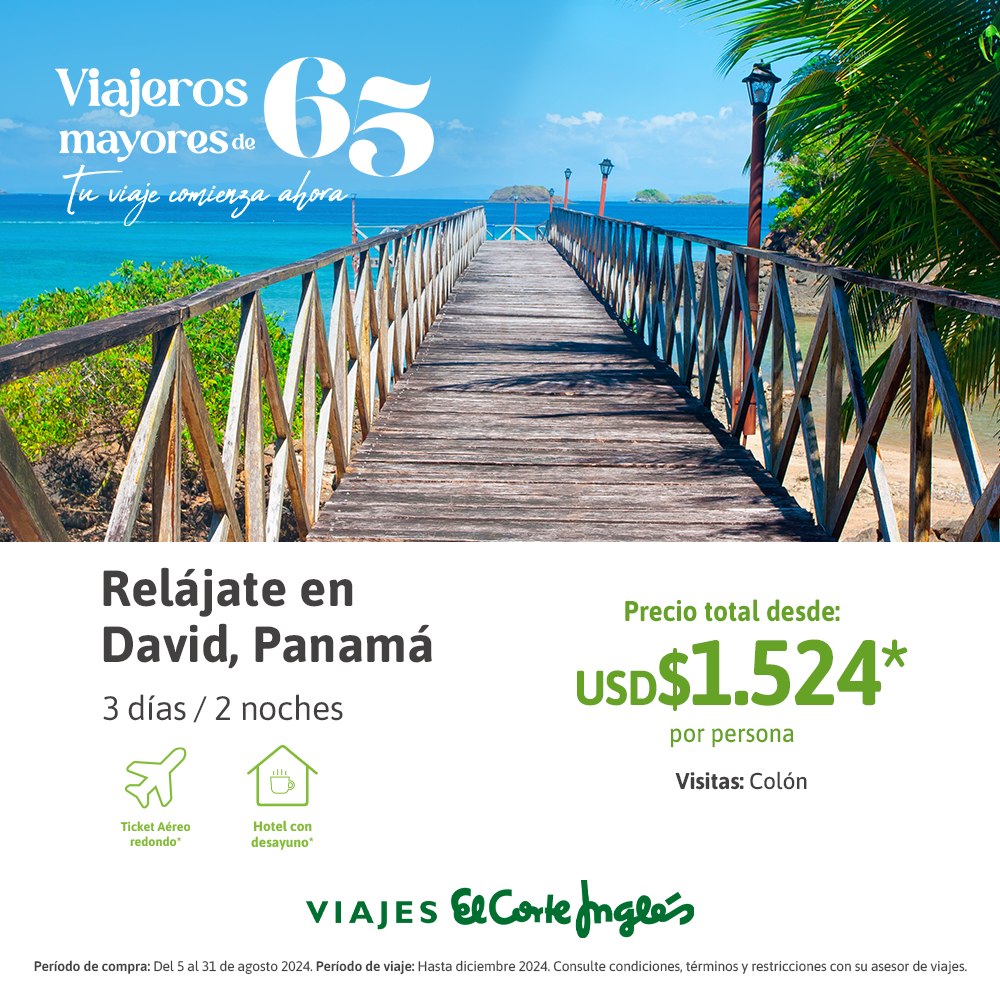 Viajeros
mayores de 65
Tu viaje comienza ahora
Relájate en
David, Panamá
3 días / 2 noches
Ticket Aéreo
redondo*
Hotel con
desayuno*
Precio total desde:
USD$1.524*
por persona
Visitas: Colón
VIAJES El Corte Inglés
Período de compra: Del 5 al 31 de agosto 2024. Período de viaje: Hasta diciembre 2024. Consulte condiciones, términos y restricciones con su asesor de viajes.